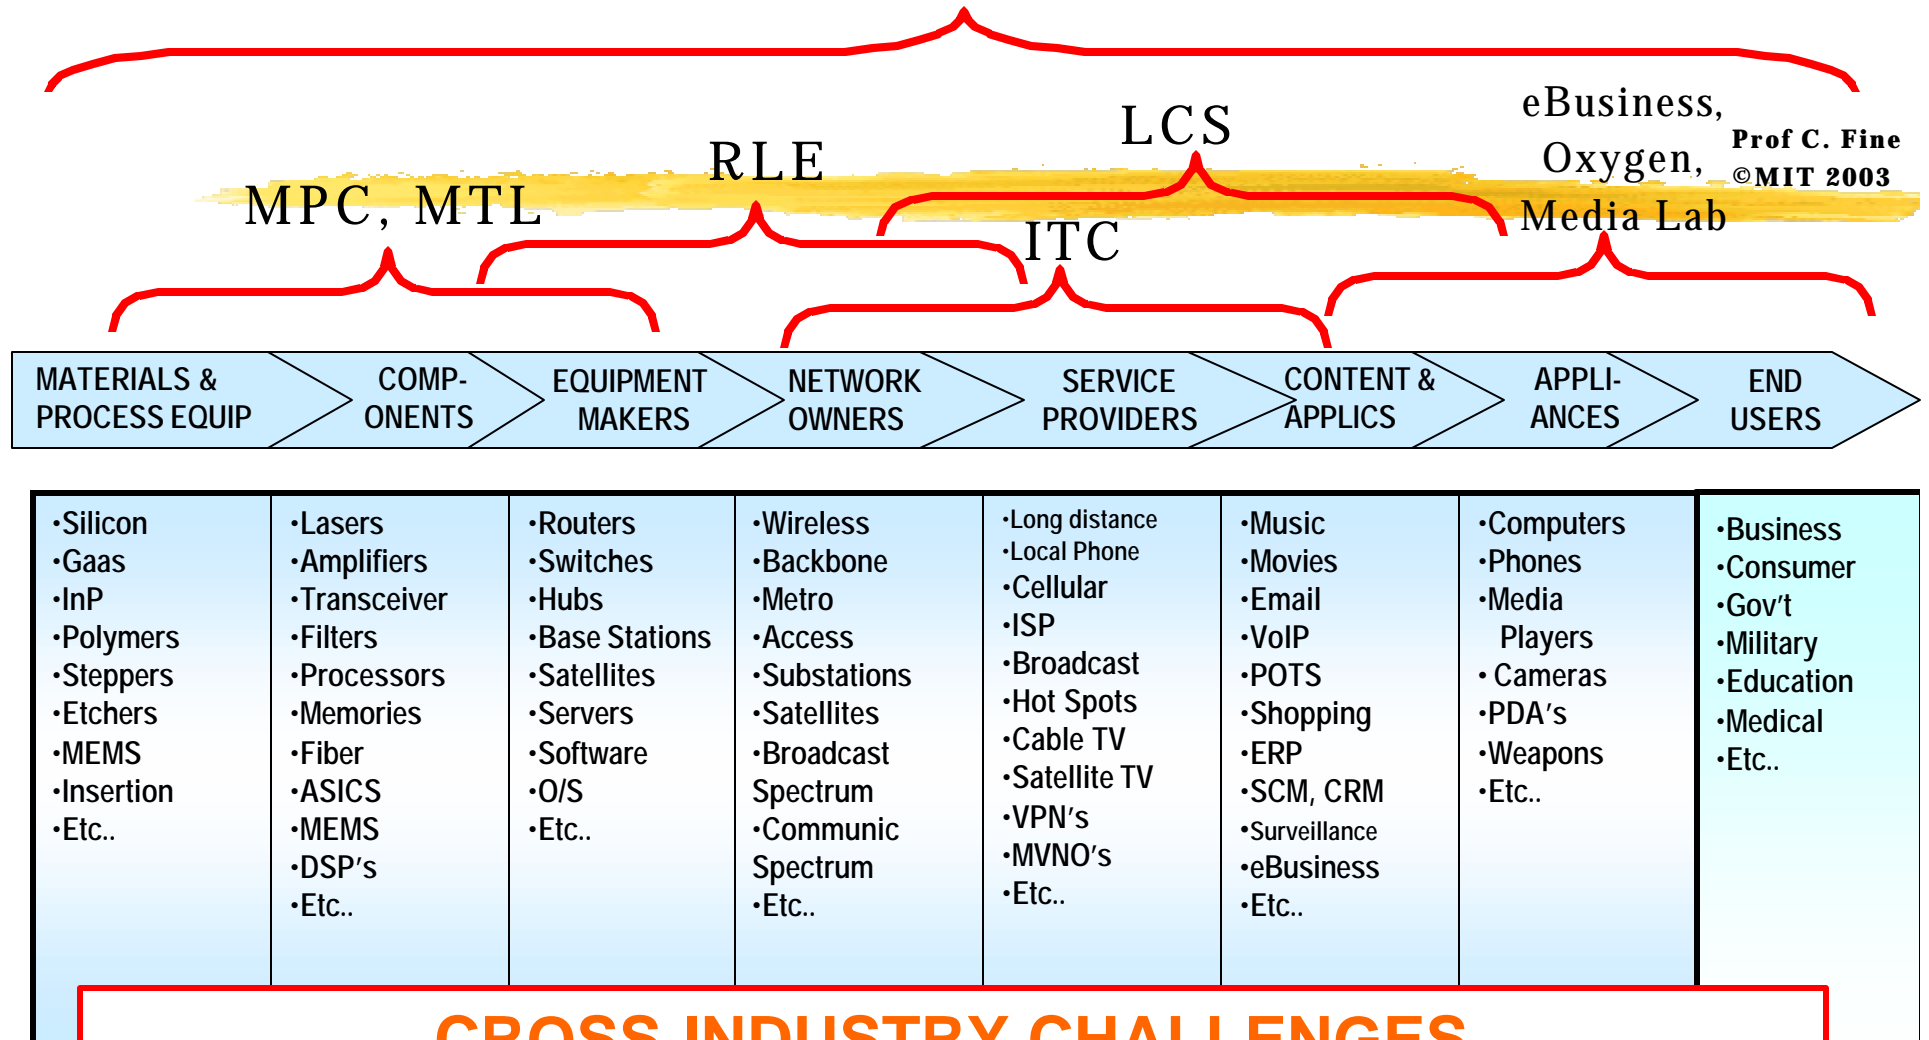 eBusiness,
LCS
Prof C. Fine
RLE
Oxygen,
©MIT 2003
MPC, MTL
Media Lab
ITC
MATERIALS &
PROCESS EQUIP
COMP-
ONENTS
EQUIPMENT
MAKERS
NETWORK
OWNERS
SERVICE
PROVIDERS
CONTENT &
APPLICS
APPLI-
ANCES
END
USERS
•Silicon
•Gaas
•InP
•Polymers
•Steppers
•Etchers
•MEMS
•Insertion
•Etc..
•Lasers
•Amplifiers
•Transceiver
•Filters
•Processors
•Memories
•Fiber
•ASICS
•MEMS
•DSP's
•Etc..
•Routers
•Switches
•Hubs
•Base Stations
•Satellites
•Servers
•Software
•O/S
•Etc..
•Wireless
•Backbone
•Metro
•Access
•Substations
•Satellites
•Broadcast
Spectrum
•Communic
Spectrum
•Etc..
•Long distance
•Local Phone
•Cellular
•ISP
•Broadcast
•Hot Spots
•Cable TV
•Satellite TV
•VPN's
•MVNO's
•Etc..
•Music
•Movies
•Email
•VoIP
•POTS
•Shopping
•ERP
•SCM, CRM
•Surveillance
•eBusiness
•Etc..
•Computers
•Phones
•Media
Players
• Cameras
•PDA's
•Weapons
•Etc..
•Business
•Consumer
•Gov't
•Military
•Education
•Medical
•Etc..
CROSS INDUSTRY CHALLENGES